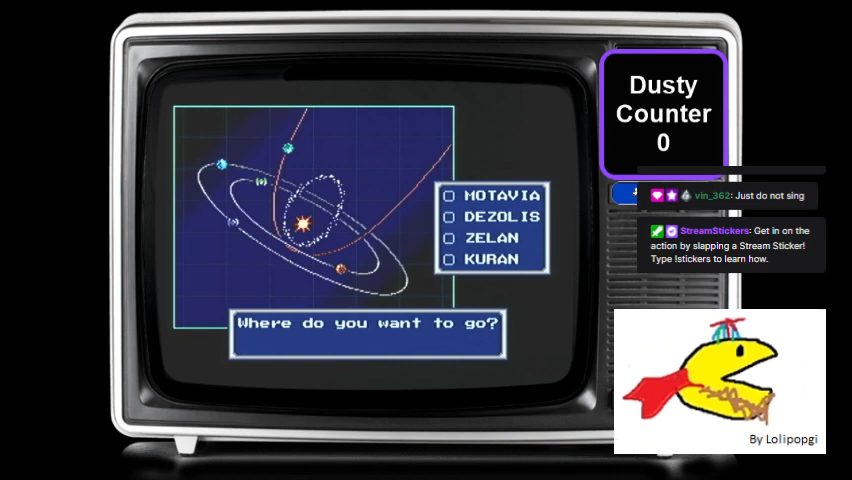 Dusty
Counter
0
MOTAVIA
DEZOLIS
ZELAN
KURAN
Where do you want to go?
vin_362: Just do not sing
StreamStickers: Get in on the
action by slapping a Stream Sticker!
Type !stickers to learn how.
By Lolipopgi